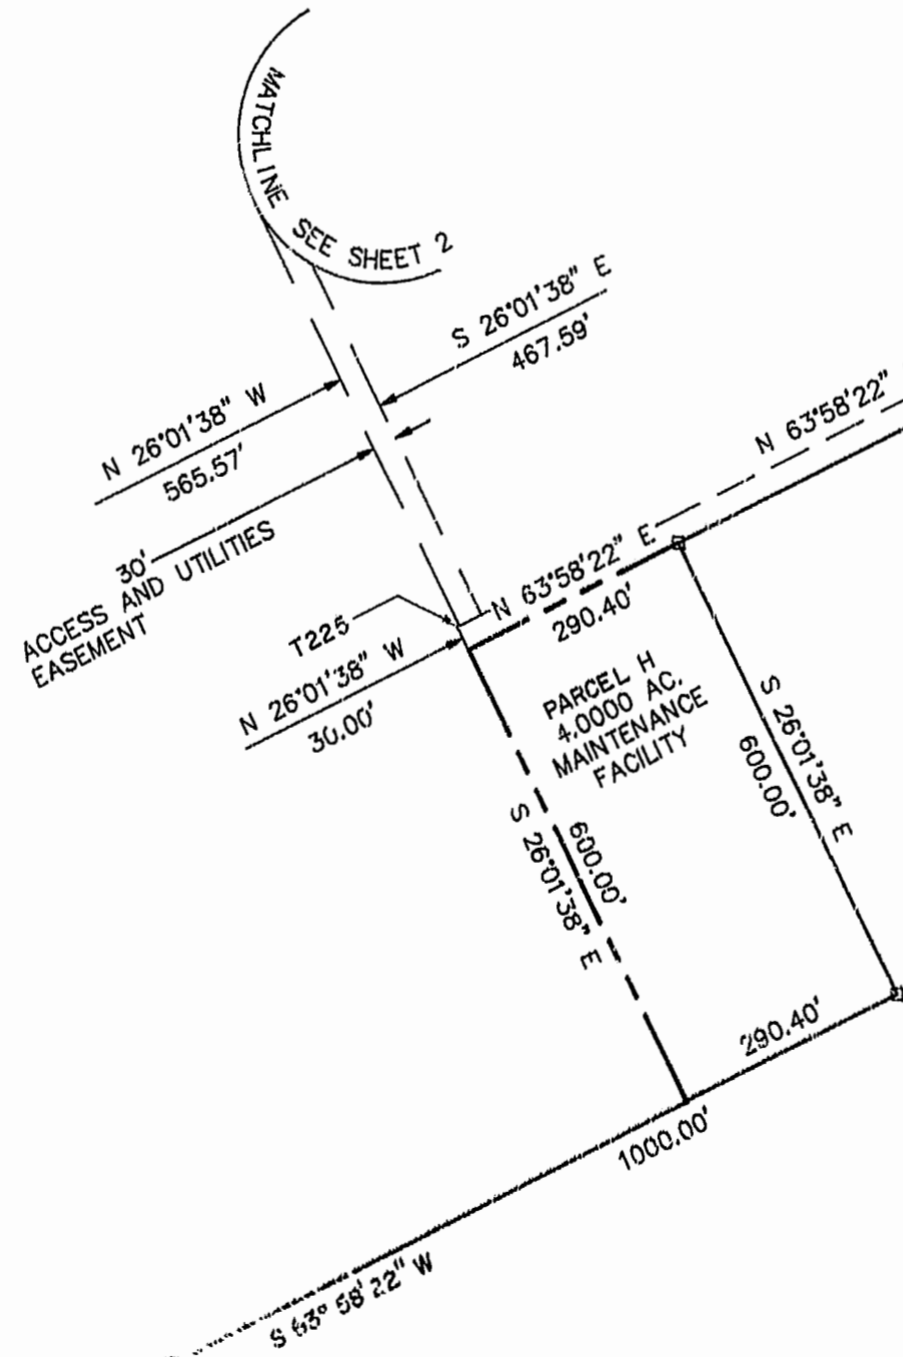 MATCHLINE SEE SHEET 2
S 26°01'38" E
467.59'
N 26°01'38" W
565.57'
N 63°58'22"
30'
ACCESS AND UTILITIES
EASEMENT
N 63°58'22" E
290.40'
T225
N 26°01'38" W
30.00'
PARCEL H
4.0000 AC.
MAINTENANCE
FACILITY
S 26°01'38" E
600.00'
600.00'
S 26°01'38" E
290.40'
1000.00'
S 63° 58' 22" W